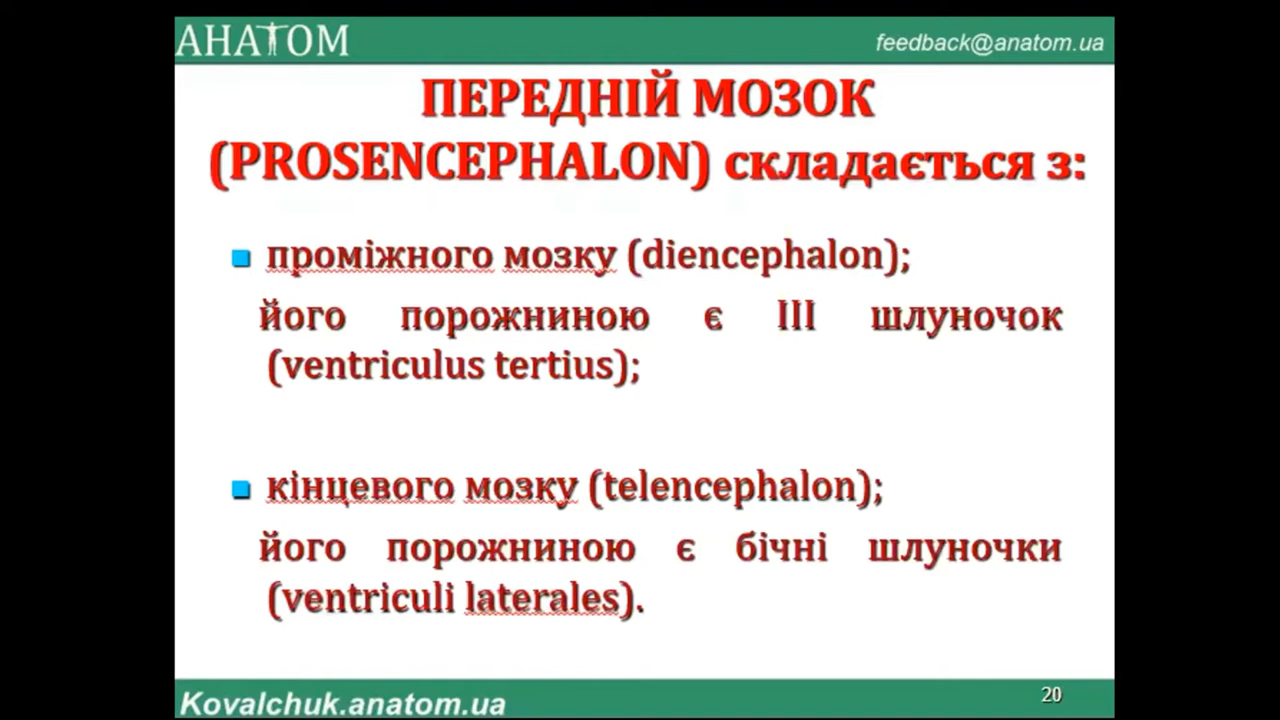 АНАТОМ
feedback@anatom.ua
ПЕРЕДНІЙ МОЗОК
(PROSENCEPHALON) складається з:
проміжного мозку (diencephalon);
його порожниною є III шлуночок
(ventriculus tertius);
кінцевого мозку (telencephalon);
його порожниною є бічні шлуночки
(ventriculi laterales).
Kovalchuk.anatom.ua
20